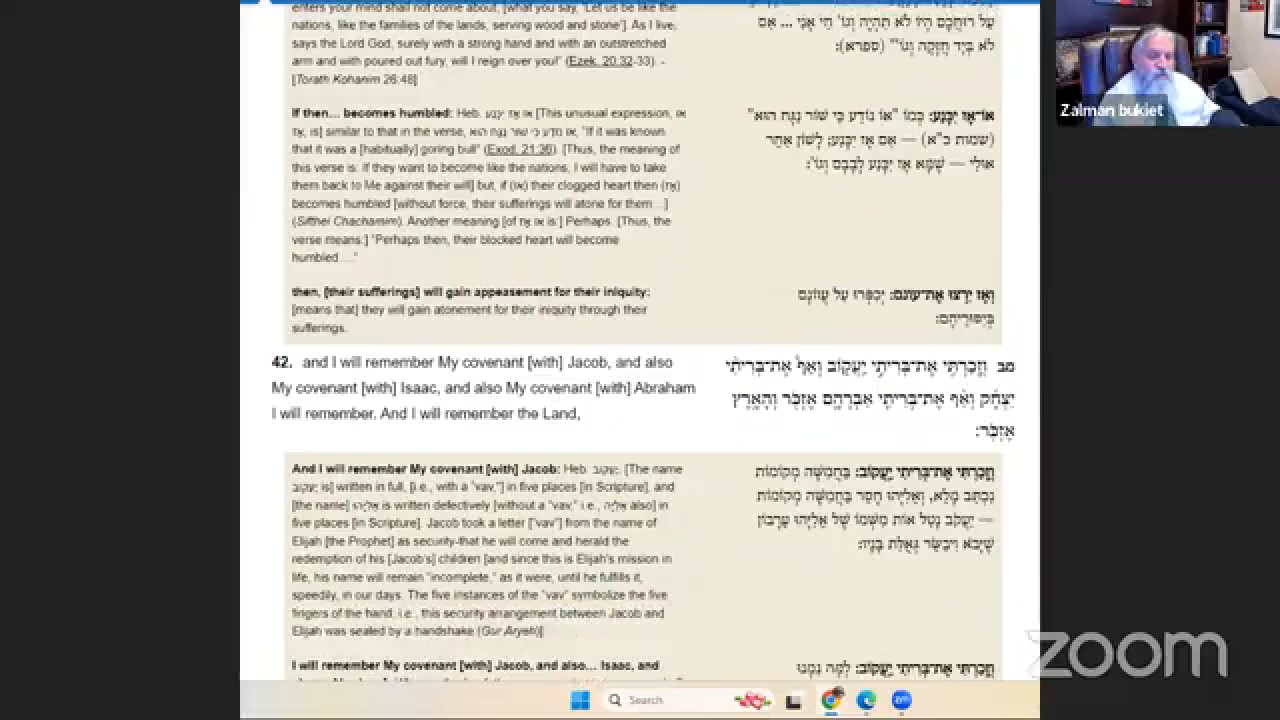 enters your mind shall not come about, [what you say, 'Let us be like the
nations, like the families of the lands, serving wood and stone']. As I live,
says the Lord God, surely with a strong hand and with an outstretched
arm and with poured out fury, will I reign over you!" (Ezek. 20:32-33). -
[Torath Kohanim 26:48]
עַל רוּחֲכֶם הָיוֹ לֹא תִהְיֶה וְגוֹ' חַי אָנִי ... אִם
לֹא בְּיָד חֲזָקָה וְגוֹ'" (ספרא):
If then… becomes humbled: Heb. אוֹ אָז יִכָּנַע [This unusual expression, אוֹ
אָז, is] similar to that in the verse, אוֹ נוֹדַע כִּי שׁוֹר נַגָּח הוּא, "If it was known
that it was a [habitually] goring bull" (Exod. 21:36). [Thus, the meaning of
this verse is: If they want to become like the nations, I will have to take
them back to Me against their will] but, if (אוֹ) their clogged heart then (אָז)
becomes humbled [without force, their sufferings will atone for them…]
(Sifthei Chachamim). Another meaning [of אוֹ אָז is:] Perhaps. [Thus, the
verse means:] "Perhaps then, their blocked heart will become
humbled …"
אוֹ־אָז יִכָּנַע: כְּמוֹ "אוֹ נוֹדַע כִּי שׁוֹר נַגָּח הוּא"
(שמות כ"א) — אִם אָז יִכָּנַע; לָשׁוֹן אַחֵר
אוּלַי — שֶׁמָּא אָז יִכָּנַע לְבָבָם וְגוֹ':
then, [their sufferings] will gain appeasement for their iniquity:
[means that] they will gain atonement for their iniquity through their
sufferings.
וְאָז יִרְצוּ אֶת־עֲוֹנָם: יְכַפְּרוּ עַל עֲוֹנָם
בְּיִסּוּרֵיהֶם:
42. and I will remember My covenant [with] Jacob, and also
My covenant [with] Isaac, and also My covenant [with] Abraham
I will remember. And I will remember the Land,
מב וְזָכַרְתִּי אֶת־בְּרִיתִי יַעֲקוֹב וְאַף אֶת־בְּרִיתִי
יִצְחָק וְאַף אֶת־בְּרִיתִי אַבְרָהָם אֶזְכֹּר וְהָאָרֶץ
אֶזְכֹּר:
And I will remember My covenant [with] Jacob: Heb. יַעֲקוֹב. [The name
יַעֲקוֹב is] written in full, [i.e., with a "vav,"] in five places [in Scripture], and
[the name] אֵלִיָּהוּ is written defectively [without a "vav," i.e., אֵלִיָּה also] in
five places [in Scripture]. Jacob took a letter ["vav"] from the name of
Elijah [the Prophet] as security-that he will come and herald the
redemption of his [Jacob's] children [and since this is Elijah's mission in
life, his name will remain "incomplete," as it were, until he fulfills it,
speedily, in our days. The five instances of the "vav" symbolize the five
fingers of the hand, i.e., this security arrangement between Jacob and
Elijah was sealed by a handshake (Gur Aryeh)]
וְזָכַרְתִּי אֶת־בְּרִיתִי יַעֲקוֹב: בַּחֲמִשָּׁה מְקוֹמוֹת
נִכְתַּב מָלֵא, וְאֵלִיָּהוּ חָסֵר בַּחֲמִשָּׁה מְקוֹמוֹת
— יַעֲקֹב נָטַל אוֹת מִשְּׁמוֹ שֶׁל אֵלִיָּהוּ עֵרָבוֹן
שֶׁיָּבֹא וִיבַשֵּׂר גְּאֻלַּת בָּנָיו:
I will remember My covenant [with] Jacob, and also… Isaac, and
וְזָכַרְתִּי אֶת־בְּרִיתִי יַעֲקוֹב: לָמָּה נִמְנוּ
Zalman bukiet
zoom
Search
zm